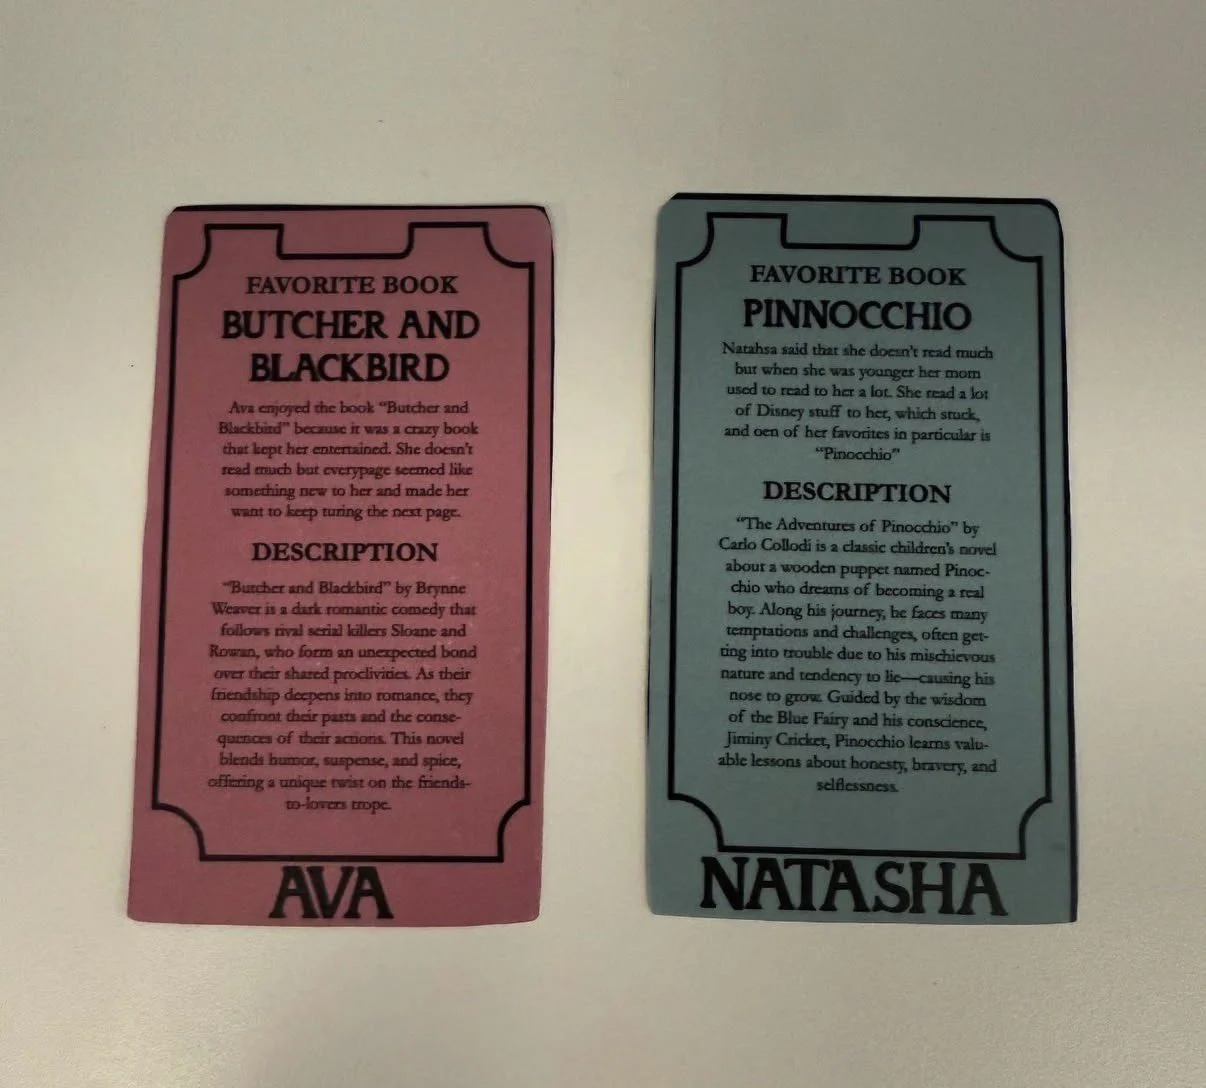 FAVORITE BOOK
BUTCHER AND
BLACKBIRD
Ava enjoyed the book “Butcher and
Blackbird” because it was a crazy book
that kept her entertained. She doesn’t
read much but everypage seemed like
something new to her and made her
want to keep turing the next page.
DESCRIPTION
“Butcher and Blackbird” by Brynne
Weaver is a dark romantic comedy that
follows rival serial killers Sloane and
Rowan, who form an unexpected bond
over their shared proclivities. As their
friendship deepens into romance, they
confront their pasts and the conse-
quences of their actions. This novel
blends humor, suspense, and spice,
offering a unique twist on the friends-
to-lovers trope.
AVA
FAVORITE BOOK
PINNOCCHIO
Natahsa said that she doesn’t read much
but when she was younger her mom
used to read to her a lot. She read a lot
of Disney stuff to her, which stuck,
and oen of her favorites in particular is
“Pinocchio”
DESCRIPTION
“The Adventures of Pinocchio” by
Carlo Collodi is a classic children’s novel
about a wooden puppet named Pinoc-
chio who dreams of becoming a real
boy. Along his journey, he faces many
temptations and challenges, often get-
ting into trouble due to his mischievous
nature and tendency to lie—causing his
nose to grow. Guided by the wisdom
of the Blue Fairy and his conscience,
Jiminy Cricket, Pinocchio learns valu-
able lessons about honesty, bravery, and
selflessness.
NATASHA